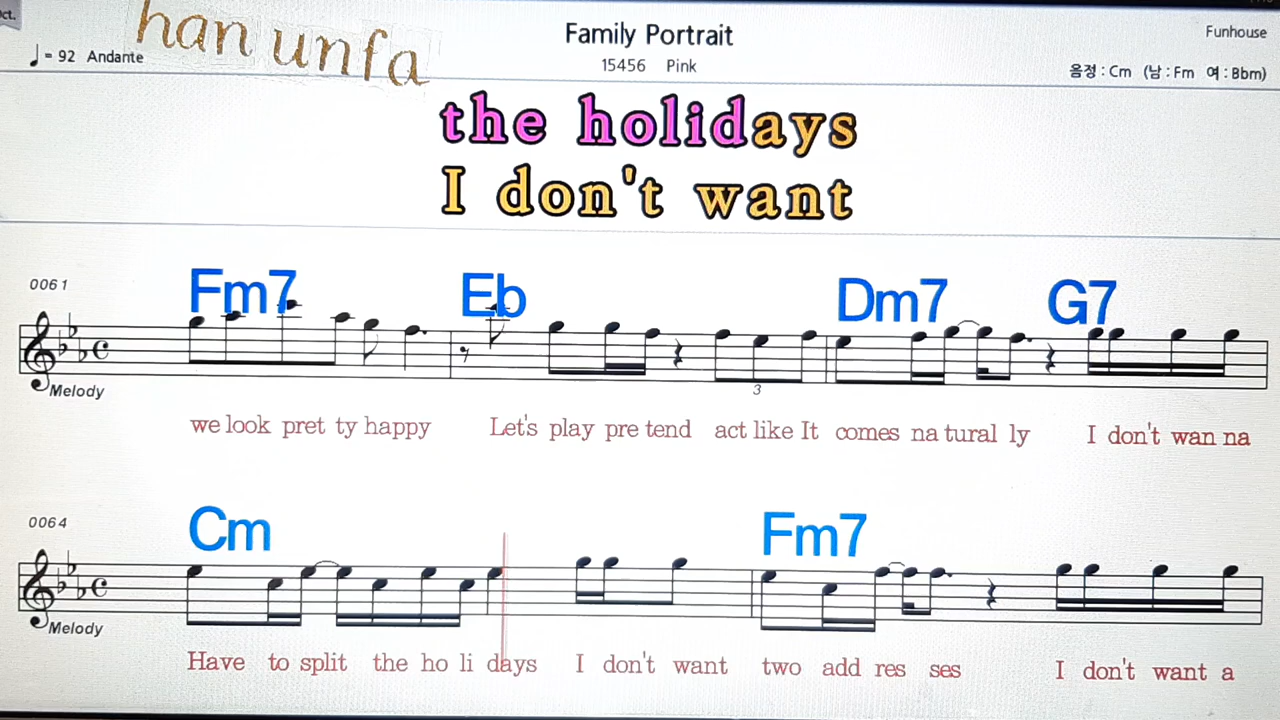 ct.
han unfa
♩= 92 Andante
Family Portrait
15456 Pink
Funhouse
음정 : Cm (남 : Fm 여 : Bbm)
the holidays
I don't want
0061
Fm7 Eb Dm7 G7
Melody
3
we look pret ty happy Let's play pre tend act like It comes na tural ly I don't wan na
0064
Cm Fm7
Melody
Have to split the ho li days I don't want two add res ses I don't want a